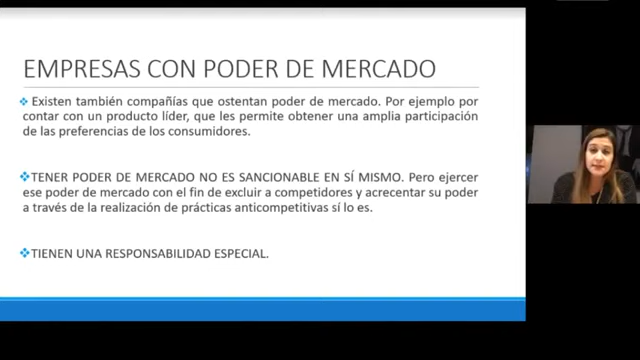 EMPRESAS CON PODER DE MERCADO
Existen también compañías que ostentan poder de mercado. Por ejemplo por
contar con un producto líder, que les permite obtener una amplia participación
de las preferencias de los consumidores.
TENER PODER DE MERCADO NO ES SANCIONABLE EN SÍ MISMO. Pero ejercer
ese poder de mercado con el fin de excluir a competidores y acrecentar su poder
a través de la realización de prácticas anticompetitivas sí lo es.
TIENEN UNA RESPONSABILIDAD ESPECIAL.